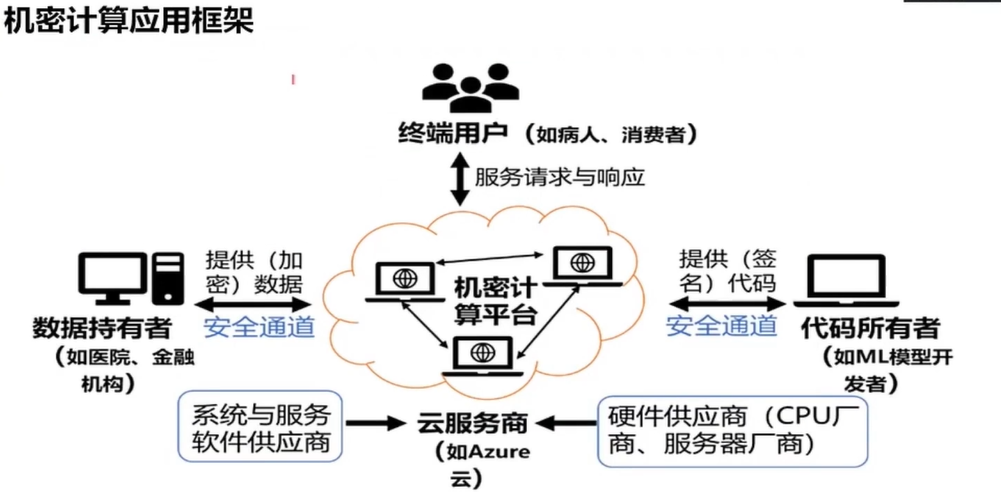 机密计算应用框架
终端用户（如病人、消费者）
服务请求与响应
提供（加
密）数据
安全通道
数据持有者
（如医院、金融
机构）
机密计
算平台
提供（签
名）代码
安全通道
代码所有者
（如ML模型开
发者）
系统与服务
软件供应商
云服务商
（如Azure
云）
硬件供应商（CPU厂
商、服务器厂商）